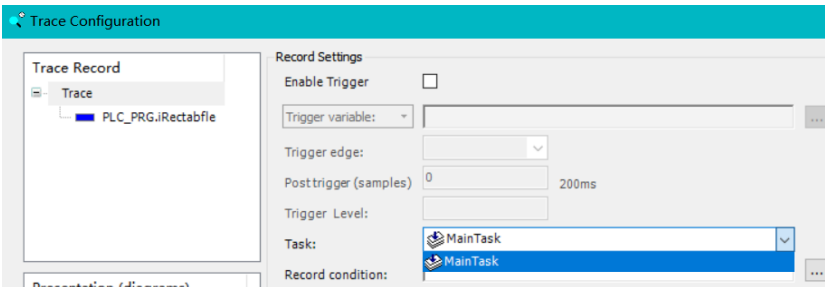 Trace Configuration
Trace Record
Trace
PLC_PRG.iRectabfle
Record Settings
Enable Trigger
Trigger variable:
...
Trigger edge:
Post trigger (samples) 0 200ms
Trigger Level:
Task: MainTask
MainTask
Record condition: ...
Presentation (diagrams)